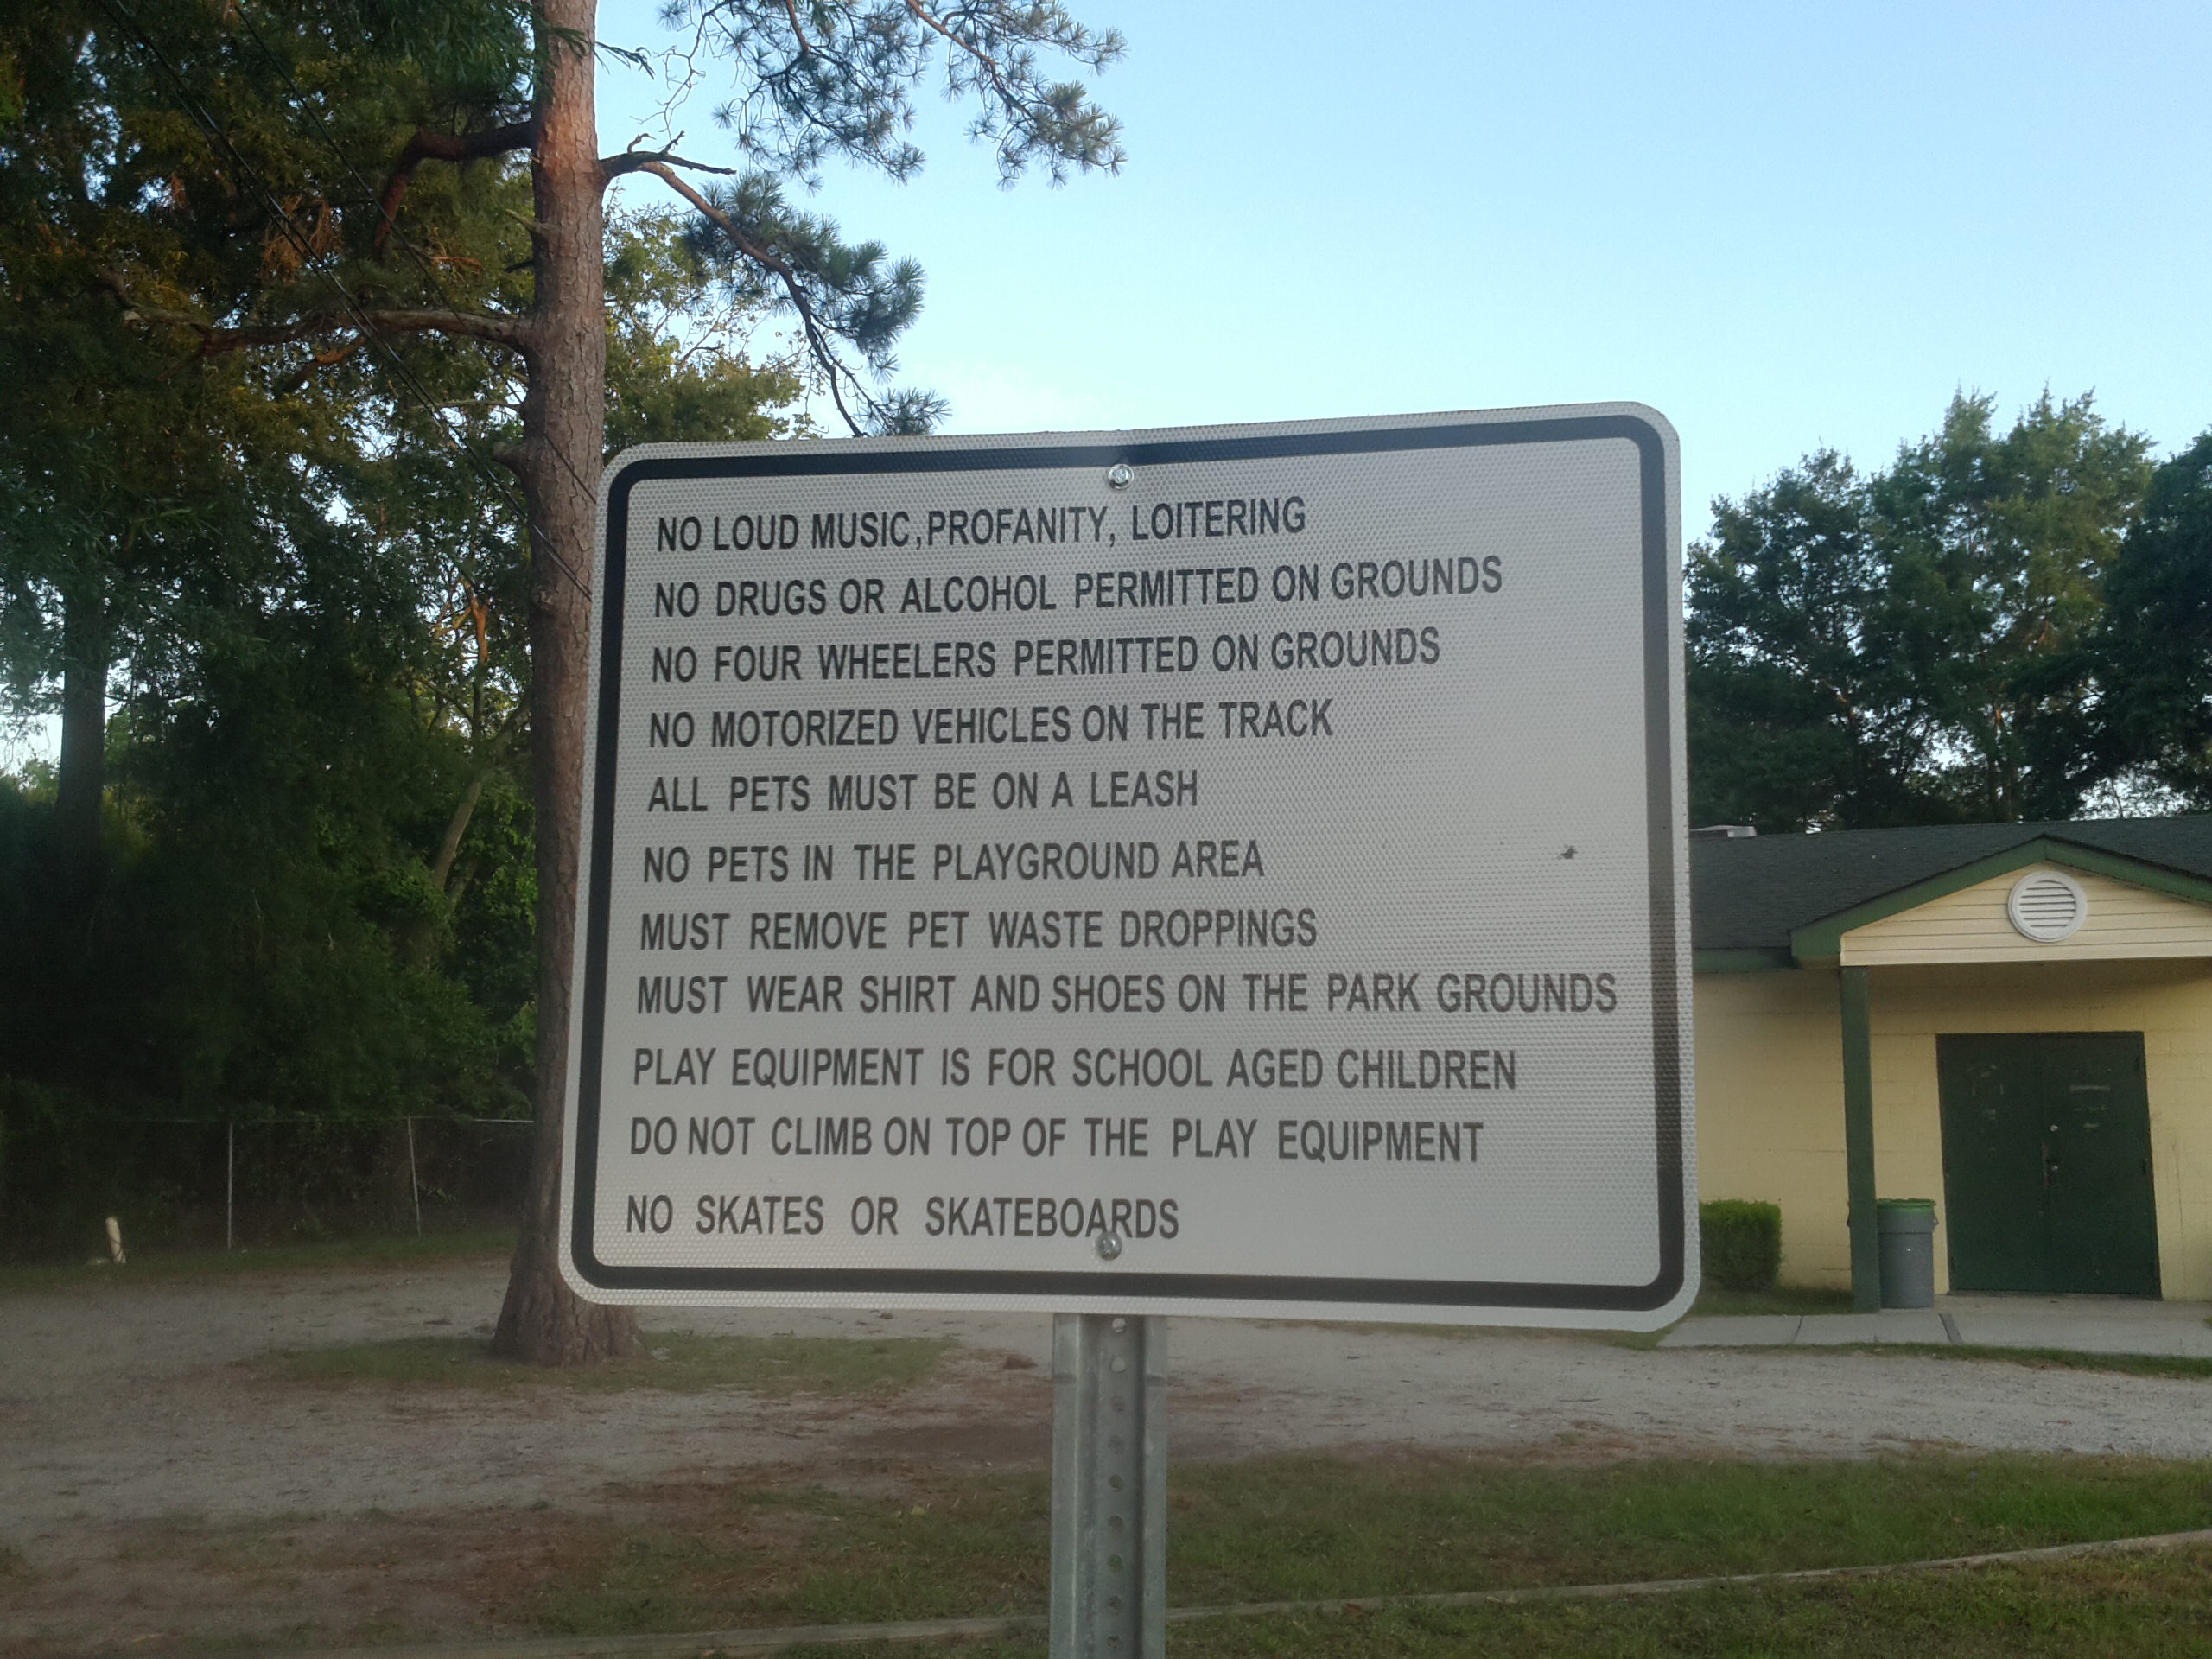 NO LOUD MUSIC,PROFANITY, LOITERING
NO DRUGS OR ALCOHOL PERMITTED ON GROUNDS
NO FOUR WHEELERS PERMITTED ON GROUNDS
NO MOTORIZED VEHICLES ON THE TRACK
ALL PETS MUST BE ON A LEASH
NO PETS IN THE PLAYGROUND AREA
MUST REMOVE PET WASTE DROPPINGS
MUST WEAR SHIRT AND SHOES ON THE PARK GROUNDS
PLAY EQUIPMENT IS FOR SCHOOL AGED CHILDREN
DO NOT CLIMB ON TOP OF THE PLAY EQUIPMENT
NO SKATES OR SKATEBOARDS